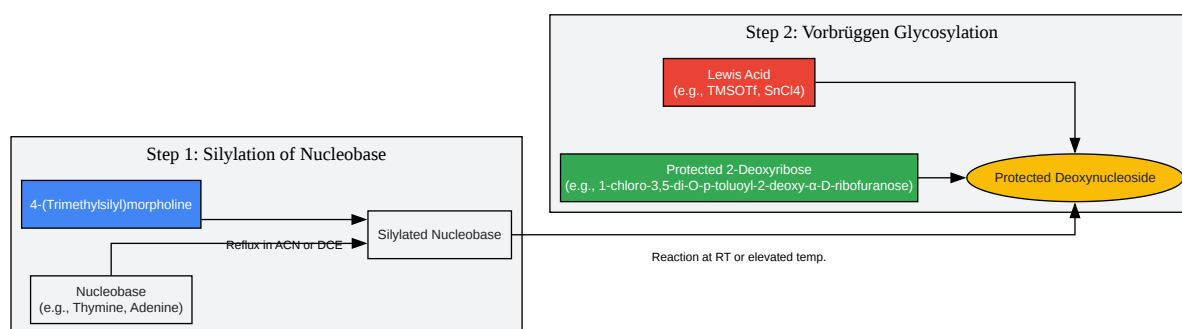 Step 2: Vorbrüggen Glycosylation
Lewis Acid
(e.g., TMSOTf, SnCl4)
Step 1: Silylation of Nucleobase
Protected 2-Deoxyribose
(e.g., 1-chloro-3,5-di-O-p-toluoyl-2-deoxy-α-D-ribofuranose)
Protected Deoxynucleoside
4-(Trimethylsilyl)morpholine
Silylated Nucleobase
Reflux in ACN or DCE
Reaction at RT or elevated temp.
Nucleobase
(e.g., Thymine, Adenine)